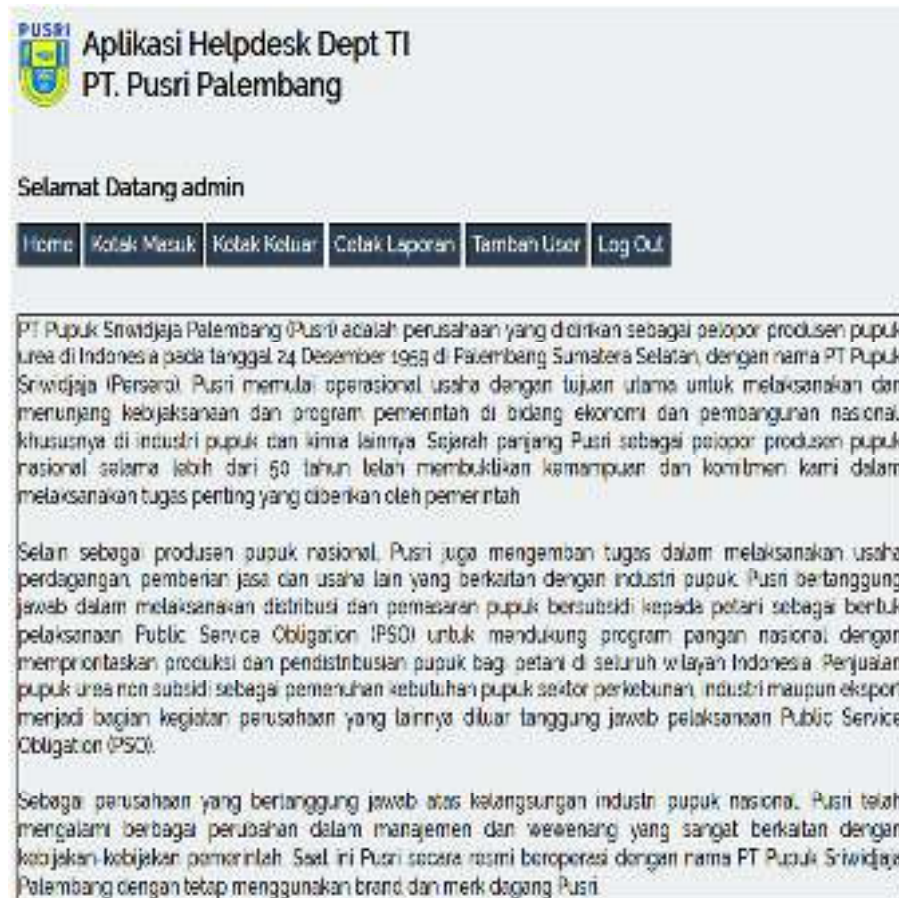 PUSRI
Aplikasi Helpdesk Dept TI
PT. Pusri Palembang
Selamat Datang admin
Home Kotak Masuk Kotak Keluar Cetak Laporan Tambah User Log Out
PT Pupuk Sriwidjaja Palembang (Pusri) adalah perusahaan yang didirikan sebagai pelopor produsen pupuk
urea di Indonesia pada tanggal 24 Desember 1959 di Palembang Sumatera Selatan, dengan nama PT Pupuk
Sriwidjaja (Persero). Pusri memulai operasional usaha dengan tujuan utama untuk melaksanakan dan
menunjang kebijaksanaan dan program pemerintah di bidang ekonomi dan pembangunan nasional,
khususnya di industri pupuk dan kimia lainnya. Sejarah panjang Pusri sebagai pelopor produsen pupuk
nasional selama lebih dari 50 tahun telah membuktikan kemampuan dan komitmen kami dalam
melaksanakan tugas penting yang diberikan oleh pemerintah.
Selain sebagai produsen pupuk nasional, Pusri juga mengemban tugas dalam melaksanakan usaha
perdagangan, pemberian jasa dan usaha lain yang berkaitan dengan industri pupuk. Pusri bertanggung
jawab dalam melaksanakan distribusi dan pemasaran pupuk bersubsidi kepada petani sebagai bentuk
pelaksanaan Public Service Obligation (PSO) untuk mendukung program pangan nasional dengan
memprioritaskan produksi dan pendistribusian pupuk bagi petani di seluruh wilayah Indonesia. Penjualan
pupuk urea non subsidi sebagai pemenuhan kebutuhan pupuk sektor perkebunan, industri maupun eksport
menjadi bagian kegiatan perusahaan yang lainnya diluar tanggung jawab pelaksanaan Public Service
Obligation (PSO).
Sebagai perusahaan yang bertanggung jawab atas kelangsungan industri pupuk nasional, Pusri telah
mengalami berbagai perubahan dalam manajemen dan wewenang yang sangat berkaitan dengan
kebijakan-kebijakan pemerintah. Saat ini Pusri secara resmi beroperasi dengan nama PT Pupuk Sriwidjaja
Palembang dengan tetap menggunakan brand dan merk dagang Pusri.